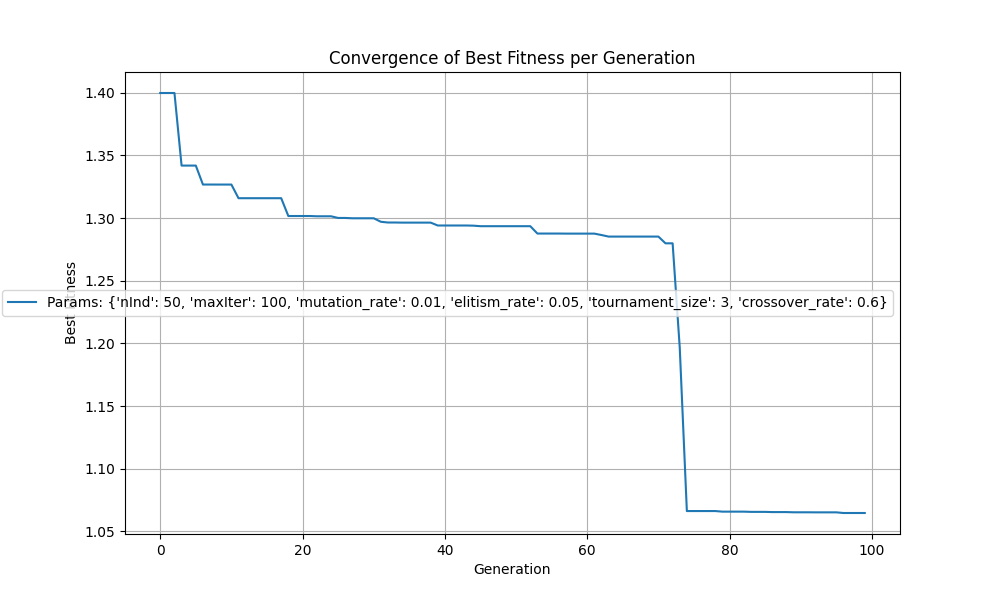 Convergence of Best Fitness per Generation
1.40
1.35
1.30
1.25
1.20
1.15
1.10
1.05
Best
Params: {'nInd': 50, 'maxIter': 100, 'mutation_rate': 0.01, 'elitism_rate': 0.05, 'tournament_size': 3, 'crossover_rate': 0.6}
0 20 40 60 80 100
Generation